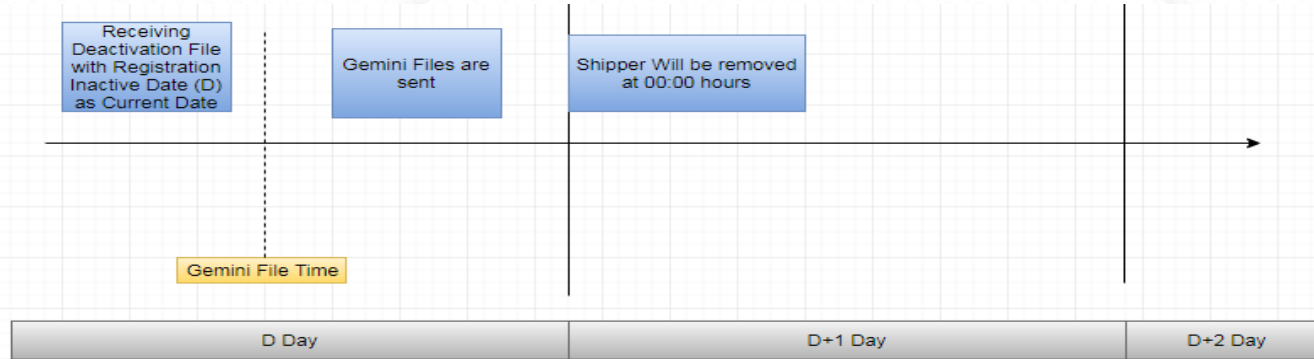 Receiving
Deactivation File
with Registration
Inactive Date (D)
as Current Date
Gemini Files are
sent
Shipper Will be removed
at 00:00 hours
Gemini File Time
D Day
D+1 Day
D+2 Day